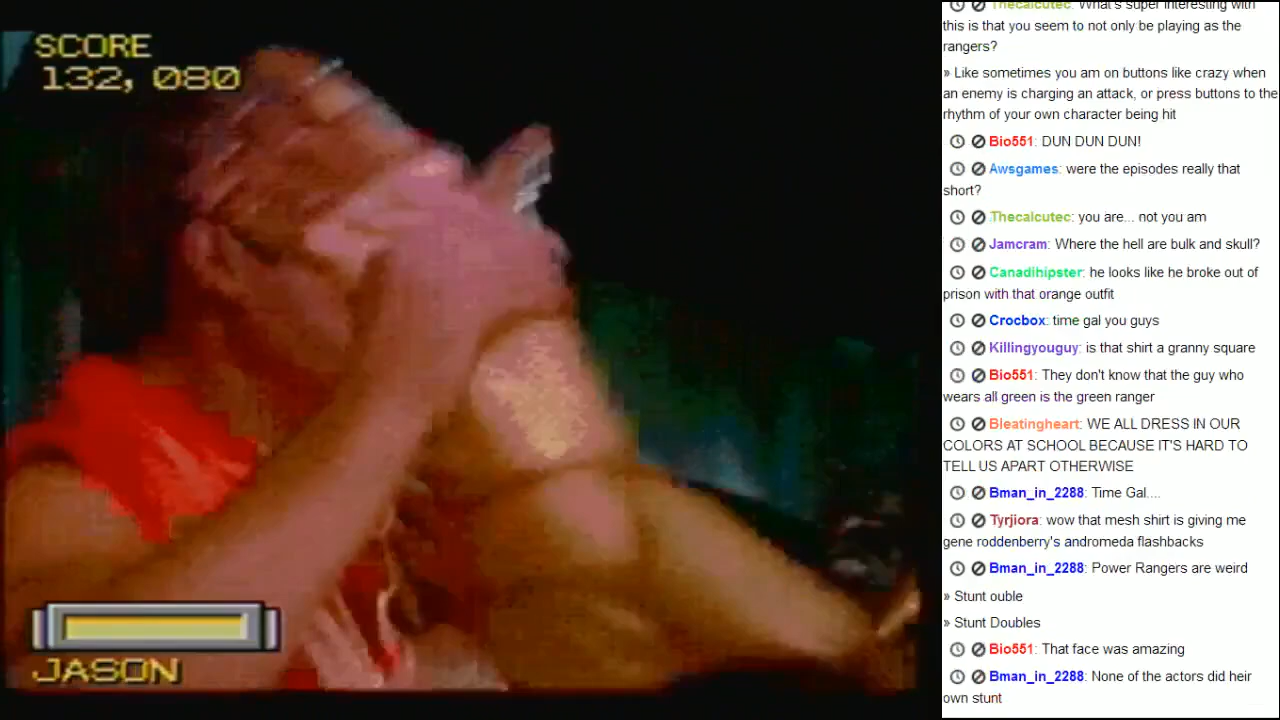 SCORE
132, 080
JASON
Thecalcutec: What's super interesting with
this is that you seem to not only be playing as the
rangers?
» Like sometimes you am on buttons like crazy when
an enemy is charging an attack, or press buttons to the
rhythm of your own character being hit
Bio551: DUN DUN DUN!
Awsgames: were the episodes really that
short?
Thecalcutec: you are... not you am
Jamcram: Where the hell are bulk and skull?
Canadihipster: he looks like he broke out of
prison with that orange outfit
Crocbox: time gal you guys
Killingyouguy: is that shirt a granny square
Bio551: They don't know that the guy who
wears all green is the green ranger
Bleatingheart: WE ALL DRESS IN OUR
COLORS AT SCHOOL BECAUSE IT'S HARD TO
TELL US APART OTHERWISE
Bman_in_2288: Time Gal....
Tyrjiora: wow that mesh shirt is giving me
gene roddenberry's andromeda flashbacks
Bman_in_2288: Power Rangers are weird
» Stunt ouble
» Stunt Doubles
Bio551: That face was amazing
Bman_in_2288: None of the actors did heir
own stunt